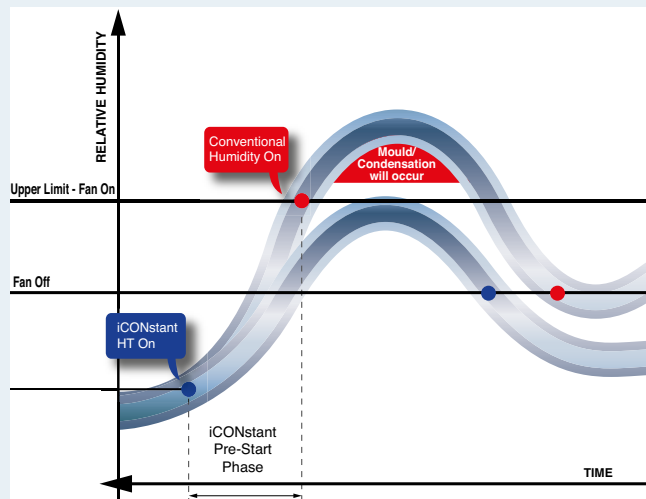 RELATIVE HUMIDITY
Conventional
Humidity On
Mould/
Condensation
will occur
Upper Limit - Fan On
Fan Off
iCONstant
HT On
iCONstant
Pre-Start
Phase
TIME